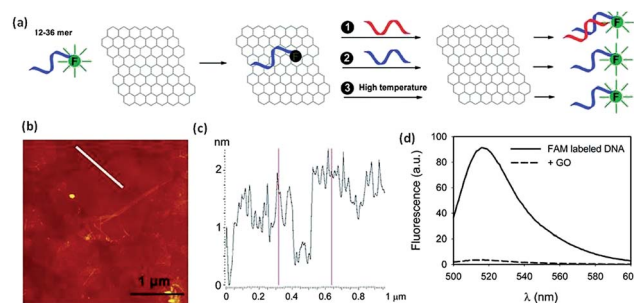 (a)
12-36 mer
F
F
1
2
3 High temperature
F
F
F
(b)
1 µm
(c)
nm
2
1
0
0 0.2 0.4 0.6 0.8 1 µm
(d)
Fluorescence (a.u.)
100
80
60
40
20
0
FAM labeled DNA
+ GO
500 520 540 560 580 60
λ (nm)